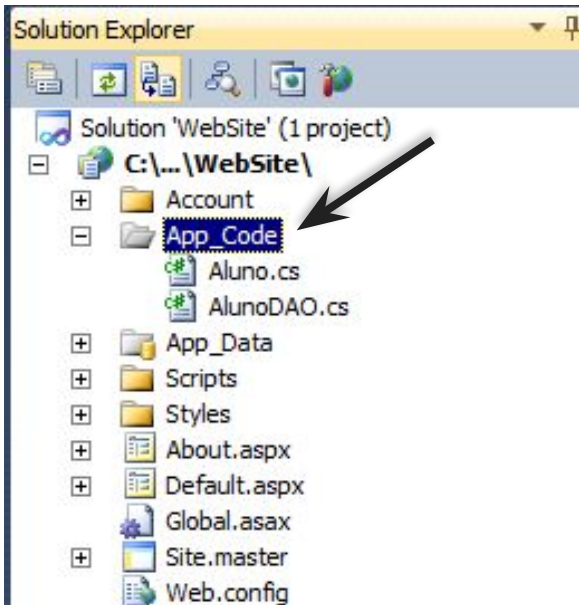 Solution Explorer
Solution 'WebSite' (1 project)
C:\...\WebSite\
Account
App_Code
Aluno.cs
AlunoDAO.cs
App_Data
Scripts
Styles
About.aspx
Default.aspx
Global.asax
Site.master
Web.config